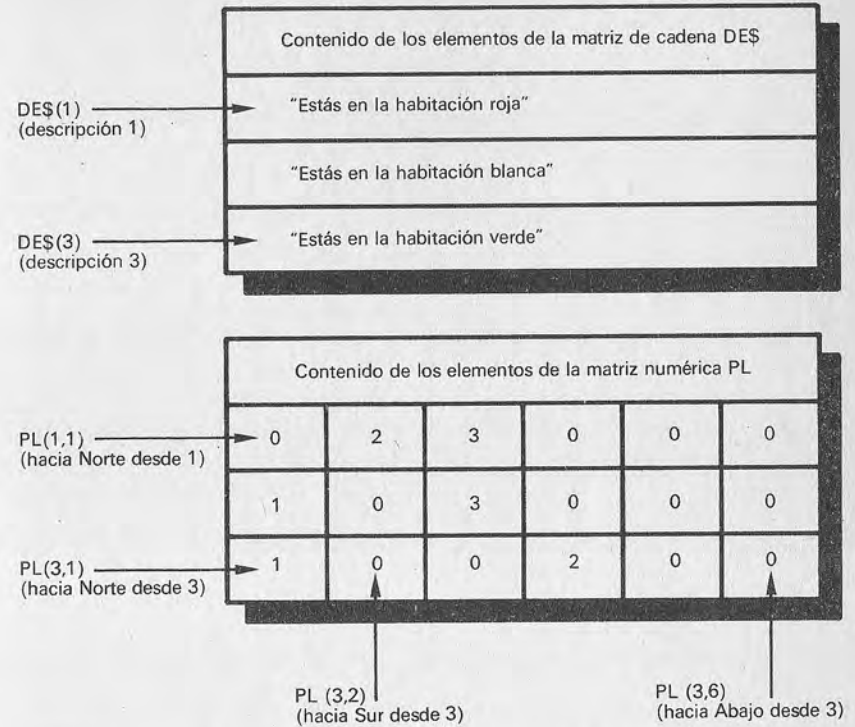 Contenido de los elementos de la matriz de cadena DE$
DE$(1)
(descripción 1)
"Estás en la habitación roja"
"Estás en la habitación blanca"
DE$(3)
(descripción 3)
"Estás en la habitación verde"
Contenido de los elementos de la matriz numérica PL
PL(1,1)
(hacia Norte desde 1)
0 2 3 0 0 0
1 0 3 0 0 0
PL(3,1)
(hacia Norte desde 3)
1 0 0 2 0 0
PL (3,2)
(hacia Sur desde 3)
PL (3,6)
(hacia Abajo desde 3)